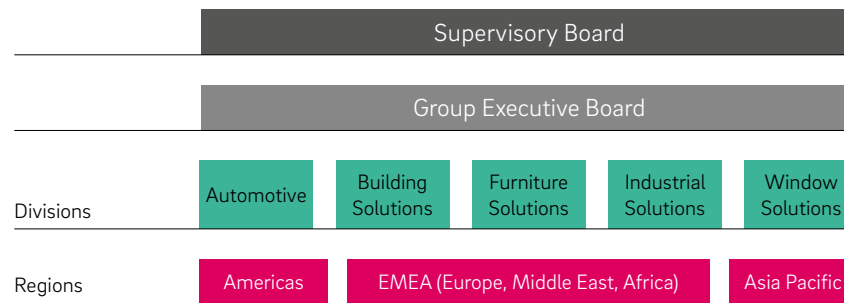 Supervisory Board
Group Executive Board
Divisions
Automotive
Building
Solutions
Furniture
Solutions
Industrial
Solutions
Window
Solutions
Regions
Americas
EMEA (Europe, Middle East, Africa)
Asia Pacific